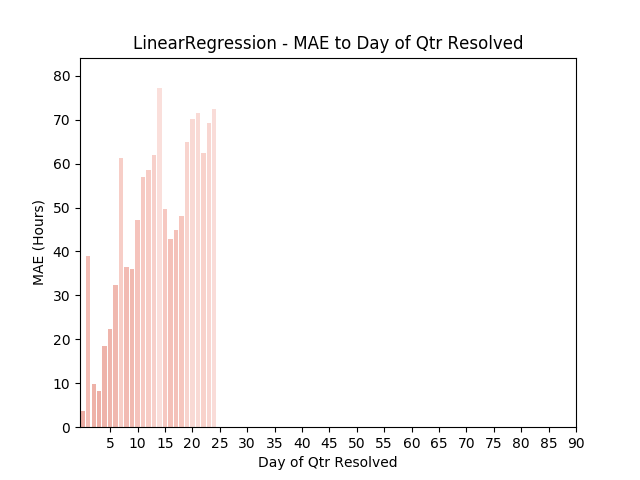 LinearRegression - MAE to Day of Qtr Resolved
80
70
60
50
40
30
20
10
0
MAE (Hours)
5 10 15 20 25 30 35 40 45 50 55 60 65 70 75 80 85 90
Day of Qtr Resolved